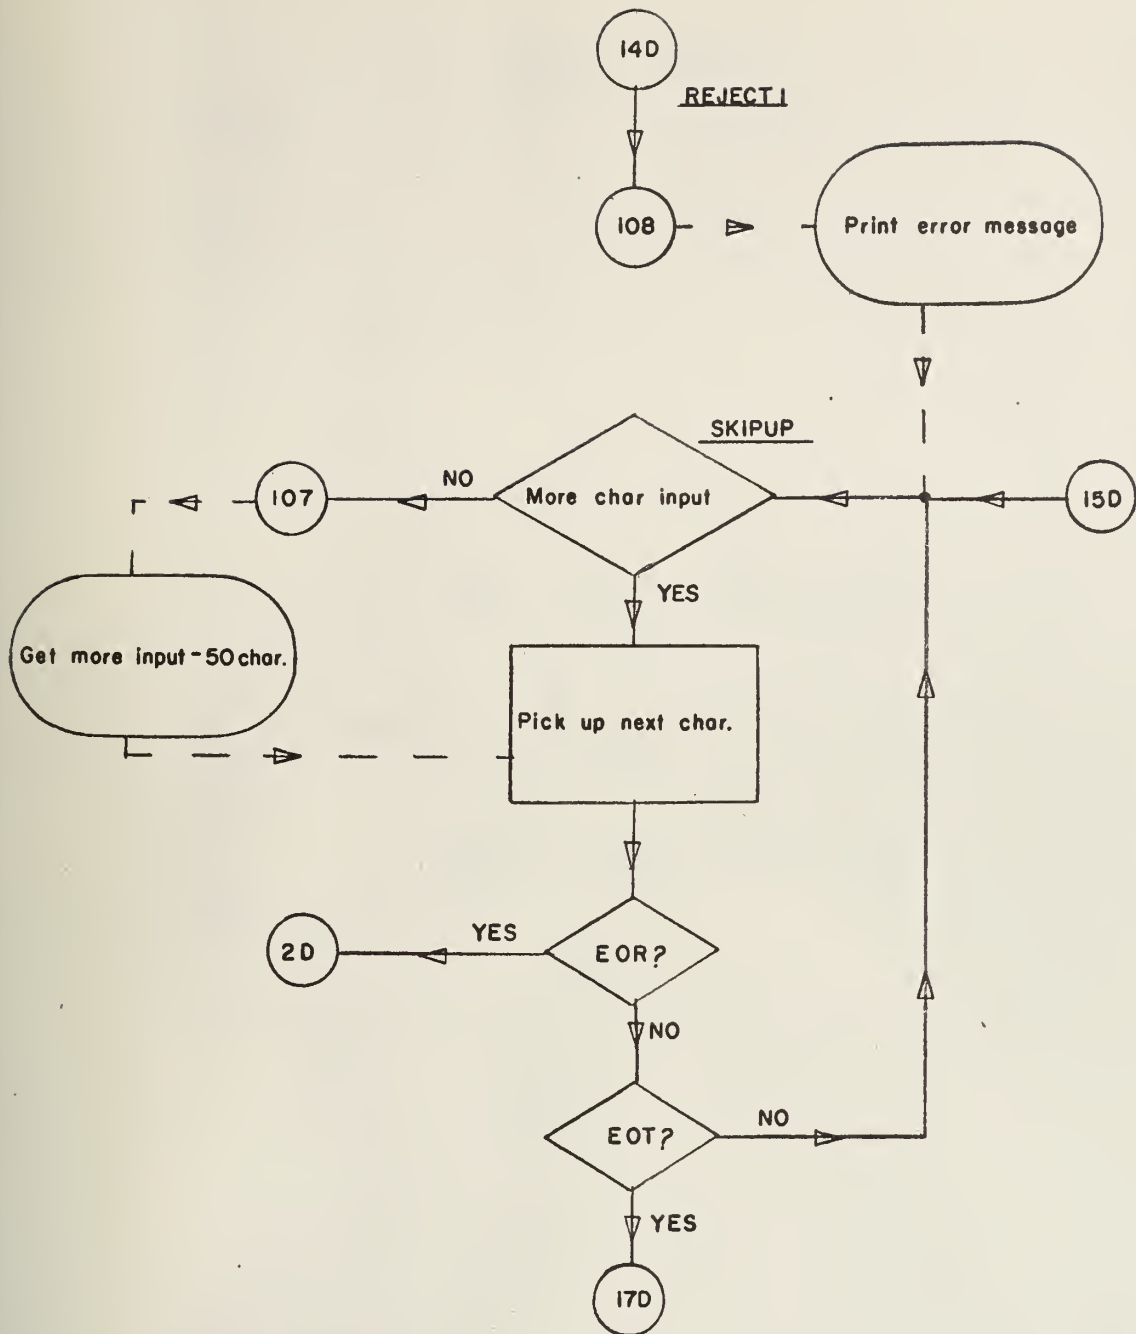 14D
REJECT 1
108
Print error message
SKIPUP
NO
More char input
107
15D
YES
Get more input - 50 char.
Pick up next char.
YES
2D
EOR?
NO
EOT?
NO
YES
17D